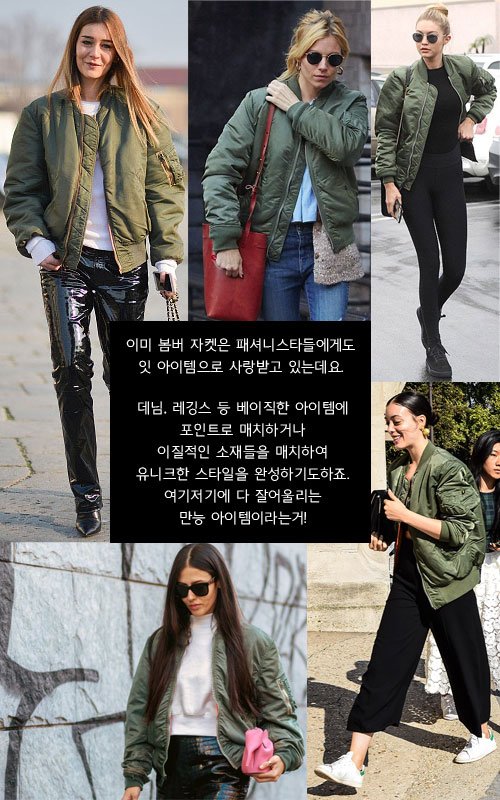 이미 봄버 자켓은 패셔니스타들에게도
잇 아이템으로 사랑받고 있는데요.
데님, 레깅스 등 베이직한 아이템에
포인트로 매치하거나
이질적인 소재들을 매치하여
유니크한 스타일을 완성하기도하죠.
여기저기에 다 잘어울리는
만능 아이템이라는거!